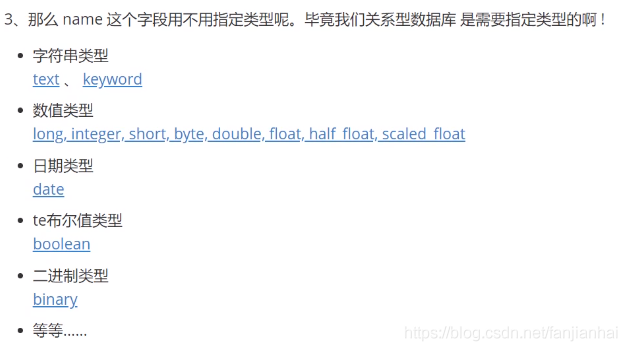 3、那么 name 这个字段用不用指定类型呢。毕竟我们关系型数据库 是需要指定类型的啊！
• 字符串类型
text 、 keyword
• 数值类型
long, integer, short, byte, double, float, half_float, scaled_float
• 日期类型
date
• te布尔值类型
boolean
• 二进制类型
binary
• 等等......
https://blog.csdn.net/fanjianhai